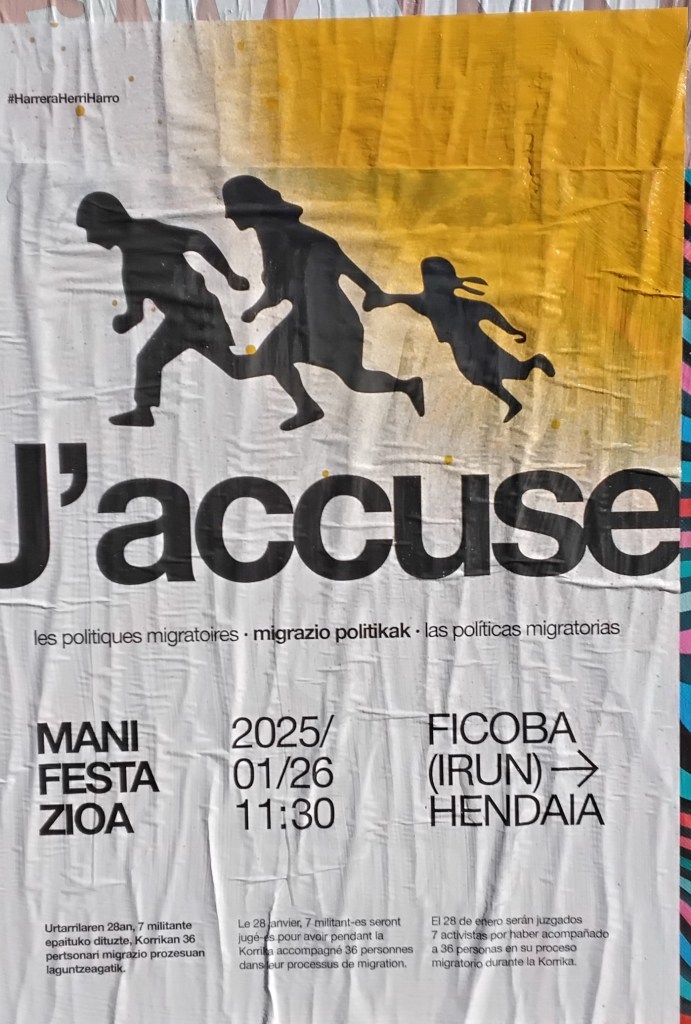 #HarreraHerriHarro
J'accuse
les politiques migratoires · migrazio politikak · las políticas migratorias
MANI
FESTA
ZIOA
2025/
01/26
11:30
FICOBA
(IRUN) →
HENDAIA
Urtarrilaren 28an, 7 militante
epaituko dituzte, Korrikan 36
pertsonari migrazio prozesuan
laguntzeagatik.
Le 28 janvier, 7 militant-es seront
jugé-es pour avoir pendant la
Korrika accompagné 36 personnes
dans leur processus de migration.
El 28 de enero serán juzgados
7 activistas por haber acompañado
a 36 personas en su proceso
migratorio durante la Korrika.